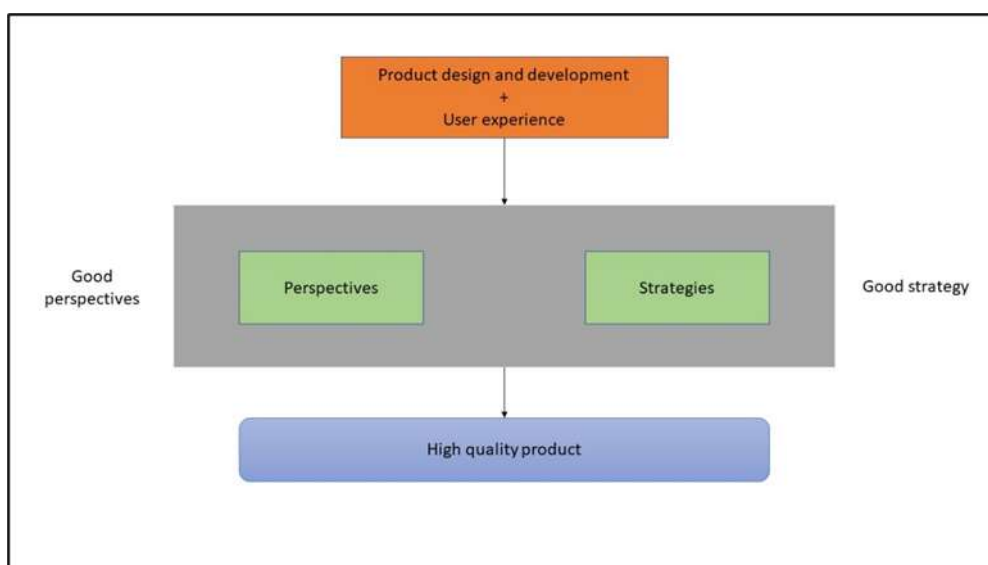 Product design and development
+
User experience
Good
perspectives
Perspectives
Strategies
Good strategy
High quality product